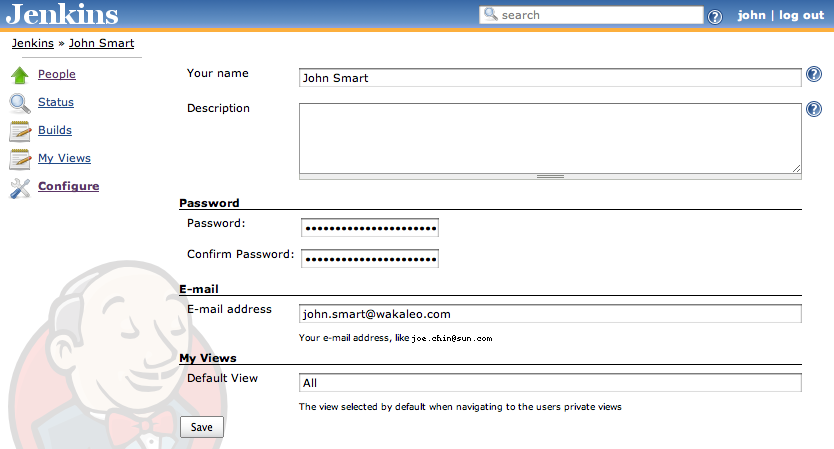 Jenkins
search
john | log out
Jenkins » John Smart
People
Status
Builds
My Views
Configure
Your name
John Smart
Description
Password
Password:
••••••••••••••••••••••
Confirm Password:
••••••••••••••••••••••
E-mail
E-mail address
john.smart@wakaleo.com
Your e-mail address, like joe.chin@sun.com
My Views
Default View
All
The view selected by default when navigating to the users private views
Save